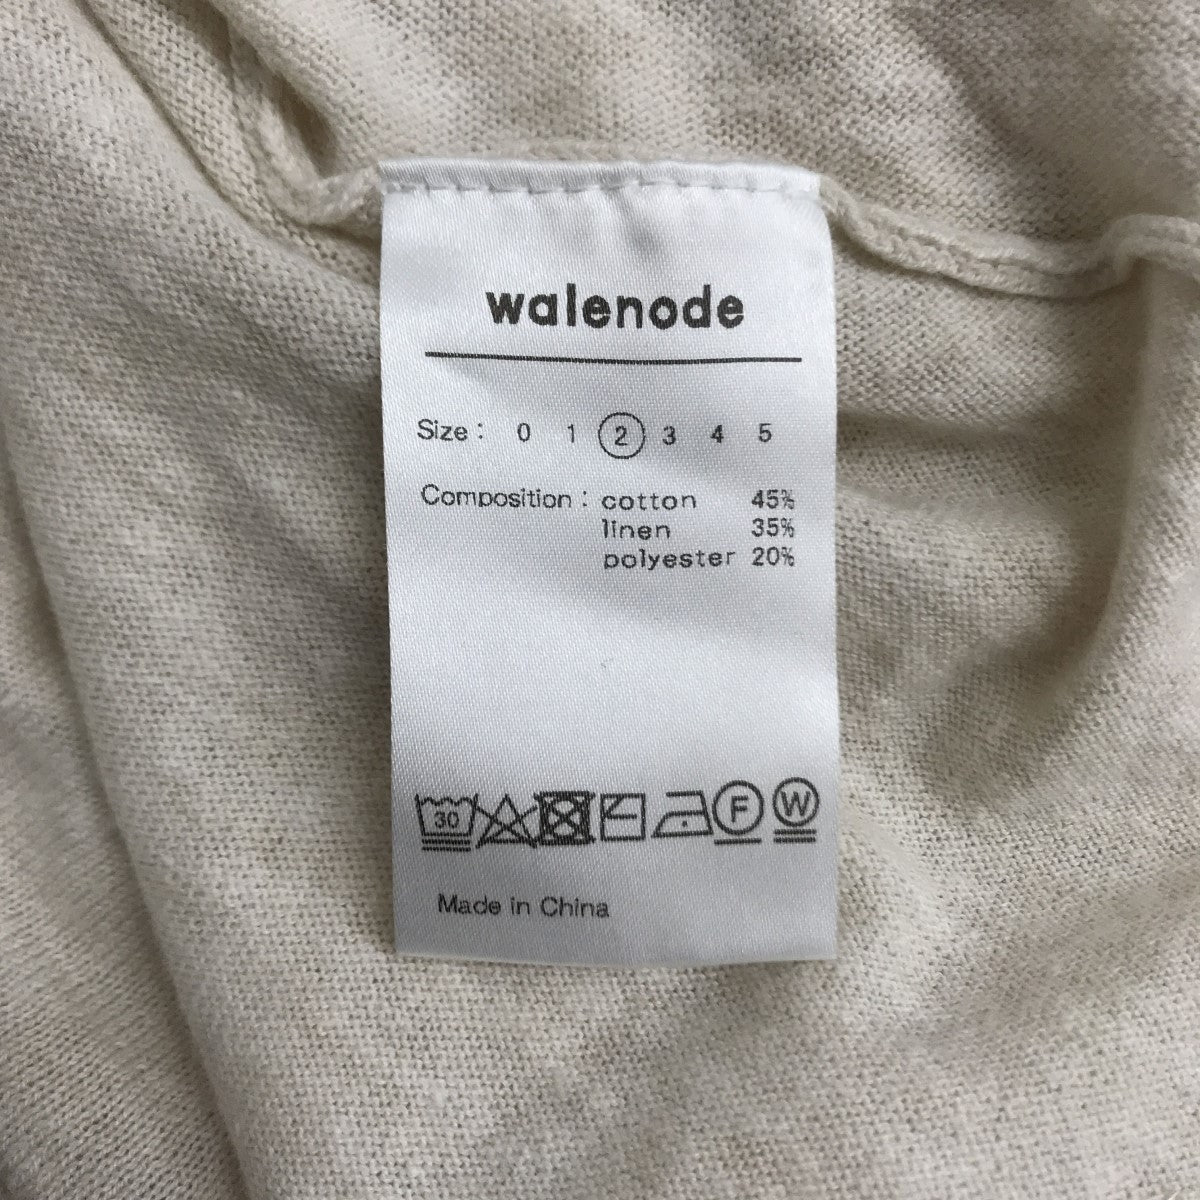 walenode
Size: 0 1 2 3 4 5
Composition: cotton 45%
linen 35%
polyester 20%
30 F W
Made in China